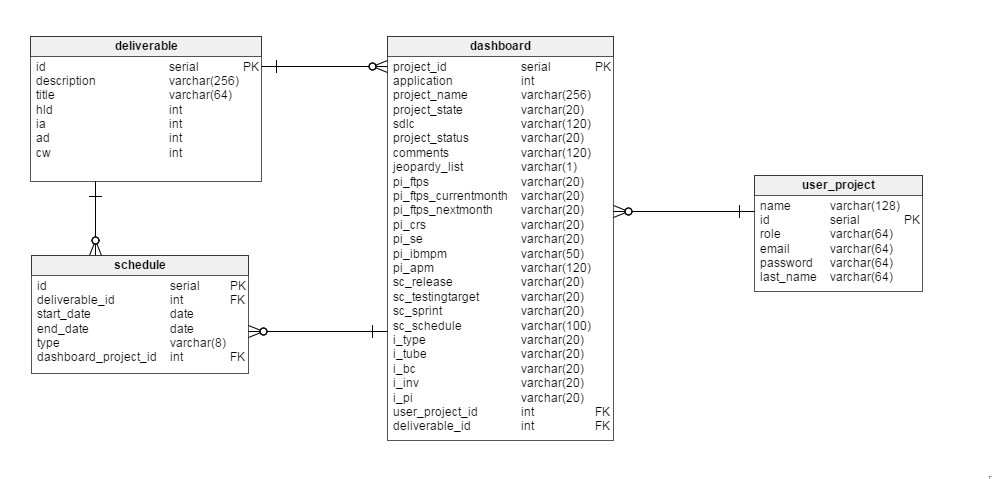 deliverable
id serial PK
description varchar(256)
title varchar(64)
hld int
ia int
ad int
cw int
schedule
id serial PK
deliverable_id int FK
start_date date
end_date date
type varchar(8)
dashboard_project_id int FK
dashboard
project_id serial PK
application int
project_name varchar(256)
project_state varchar(20)
sdlc varchar(120)
project_status varchar(20)
comments varchar(120)
jeopardy_list varchar(1)
pi_ftps varchar(20)
pi_ftps_currentmonth varchar(20)
pi_ftps_nextmonth varchar(20)
pi_crs varchar(20)
pi_se varchar(20)
pi_ibmpm varchar(50)
pi_apm varchar(120)
sc_release varchar(20)
sc_testingtarget varchar(20)
sc_sprint varchar(20)
sc_schedule varchar(100)
i_type varchar(20)
i_tube varchar(20)
i_bc varchar(20)
i_inv varchar(20)
i_pi varchar(20)
user_project_id int FK
deliverable_id int FK
user_project
name varchar(128)
id serial PK
role varchar(64)
email varchar(64)
password varchar(64)
last_name varchar(64)